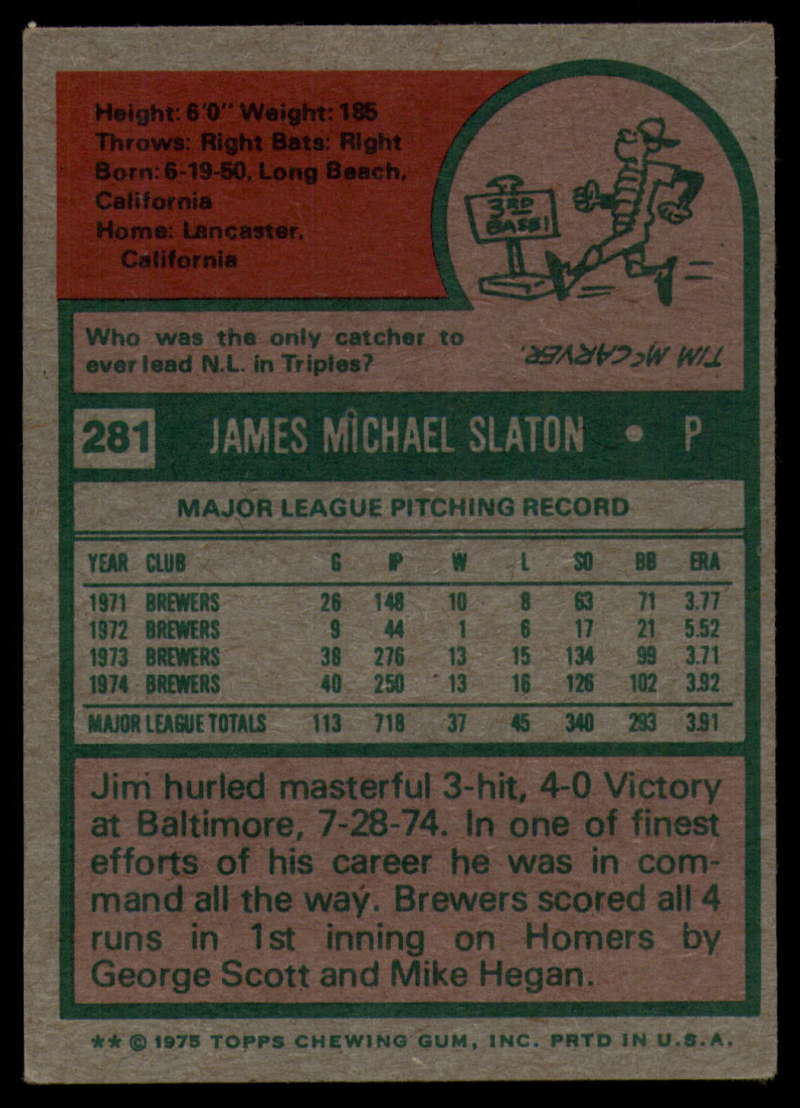 Height: 6'0" Weight: 185
Throws: Right Bats: Right
Born: 6-19-50, Long Beach,
California
Home: Lancaster,
California
3RD
BASE!
Who was the only catcher to
ever lead N.L. in Triples?
TIM McCARVER.
281 JAMES MICHAEL SLATON • P
MAJOR LEAGUE PITCHING RECORD
YEAR CLUB G IP W L SO BB ERA
1971 BREWERS 26 148 10 8 63 71 3.77
1972 BREWERS 9 44 1 6 17 21 5.52
1973 BREWERS 38 276 13 15 134 99 3.71
1974 BREWERS 40 250 13 16 126 102 3.92
MAJOR LEAGUE TOTALS 113 718 37 45 340 293 3.91
Jim hurled masterful 3-hit, 4-0 Victory
at Baltimore, 7-28-74. In one of finest
efforts of his career he was in com-
mand all the way. Brewers scored all 4
runs in 1st inning on Homers by
George Scott and Mike Hegan.
** © 1975 TOPPS CHEWING GUM, INC. PRTD IN U.S.A.